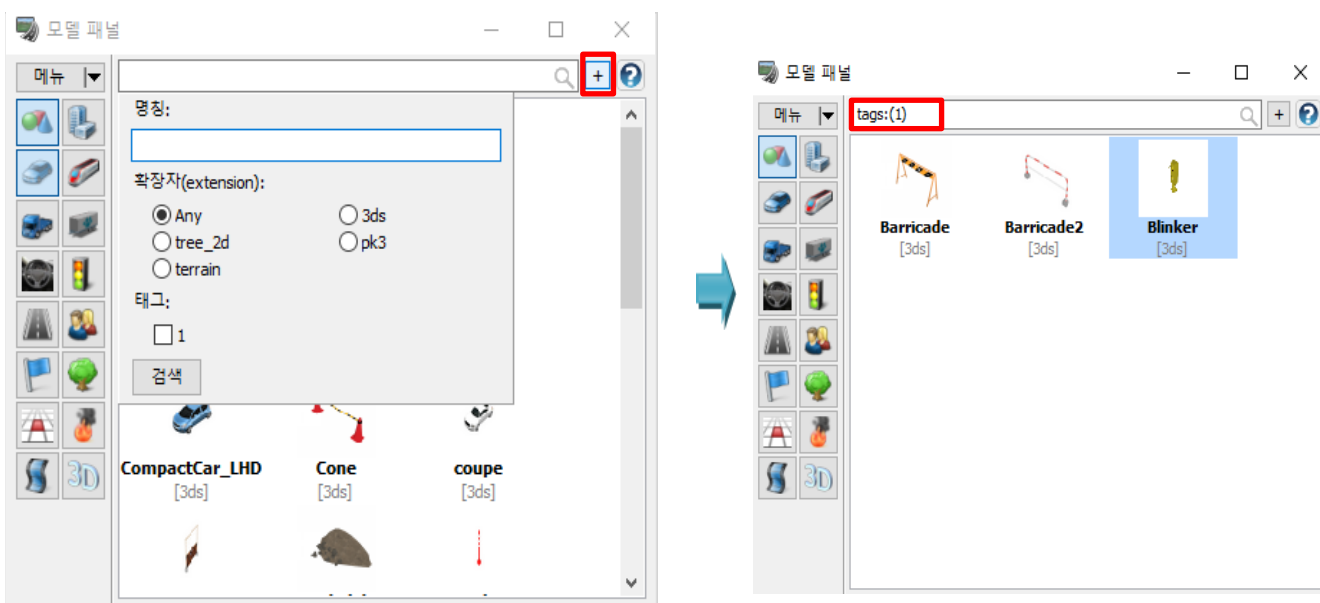 모델 패널
메뉴
+
?
명칭:
확장자(extension):
Any
3ds
tree_2d
pk3
terrain
태그:
1
검색
3D
CompactCar_LHD
Cone
coupe
[3ds]
[3ds]
[3ds]
모델 패널
메뉴
tags:(1)
+
?
Barricade
Barricade2
Blinker
[3ds]
[3ds]
[3ds]
3D